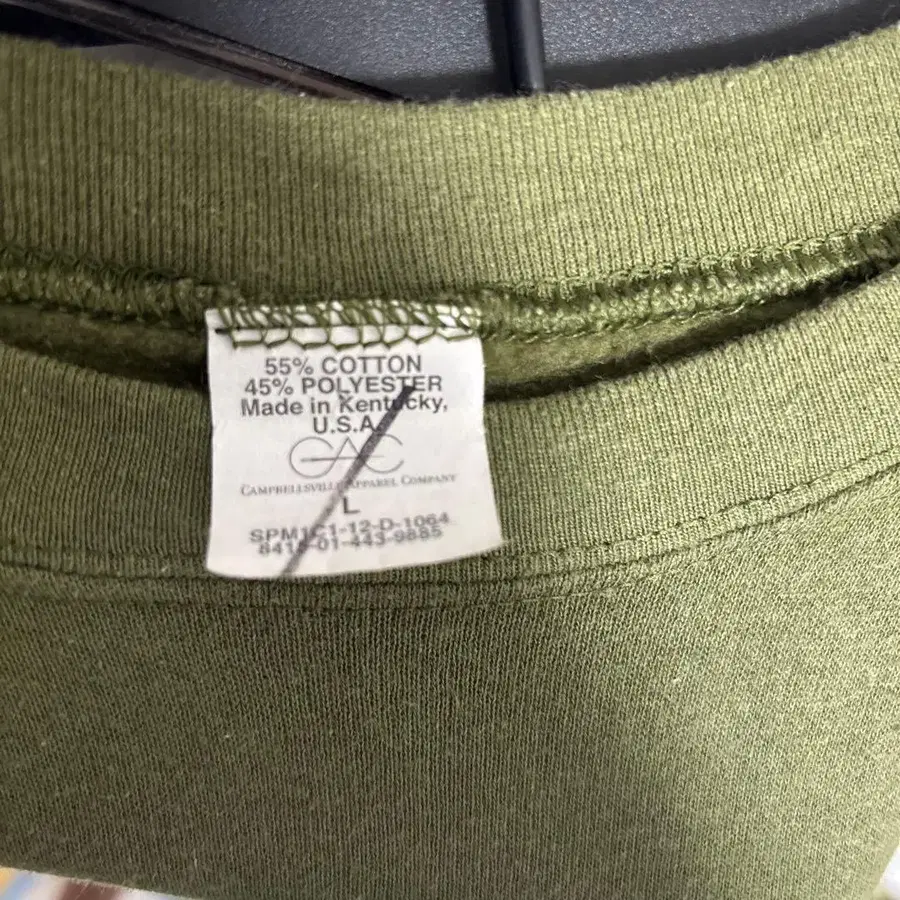 55% COTTON
45% POLYESTER
Made in Kentucky,
U.S.A.
CAC
CAMPBELLSVILLE APPAREL COMPANY
L
SPM1C1-12-D-1064
8415-01-443-9885